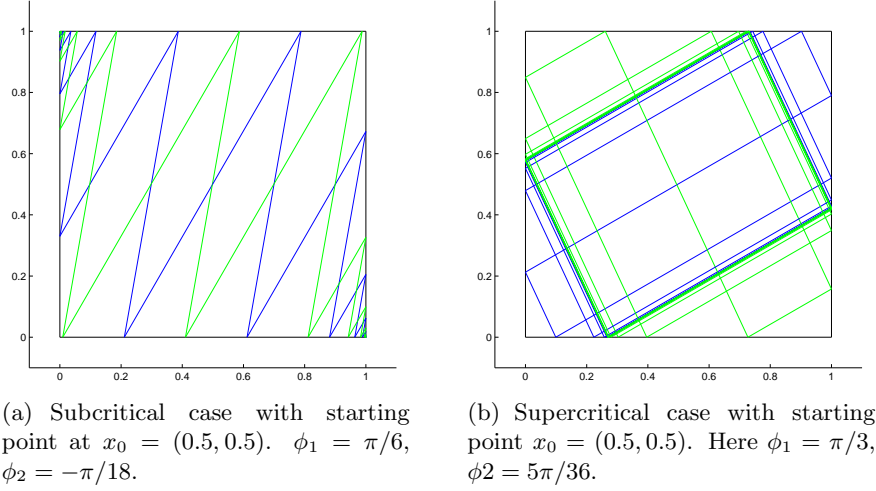 1
0.8
0.6
0.4
0.2
0
0 0.2 0.4 0.6 0.8 1
1
0.8
0.6
0.4
0.2
0
0 0.2 0.4 0.6 0.8 1
(a) Subcritical case with starting
point at x₀ = (0.5, 0.5). ϕ₁ = π/6,
ϕ₂ = −π/18.
(b) Supercritical case with starting
point x₀ = (0.5, 0.5). Here ϕ₁ = π/3,
ϕ2 = 5π/36.